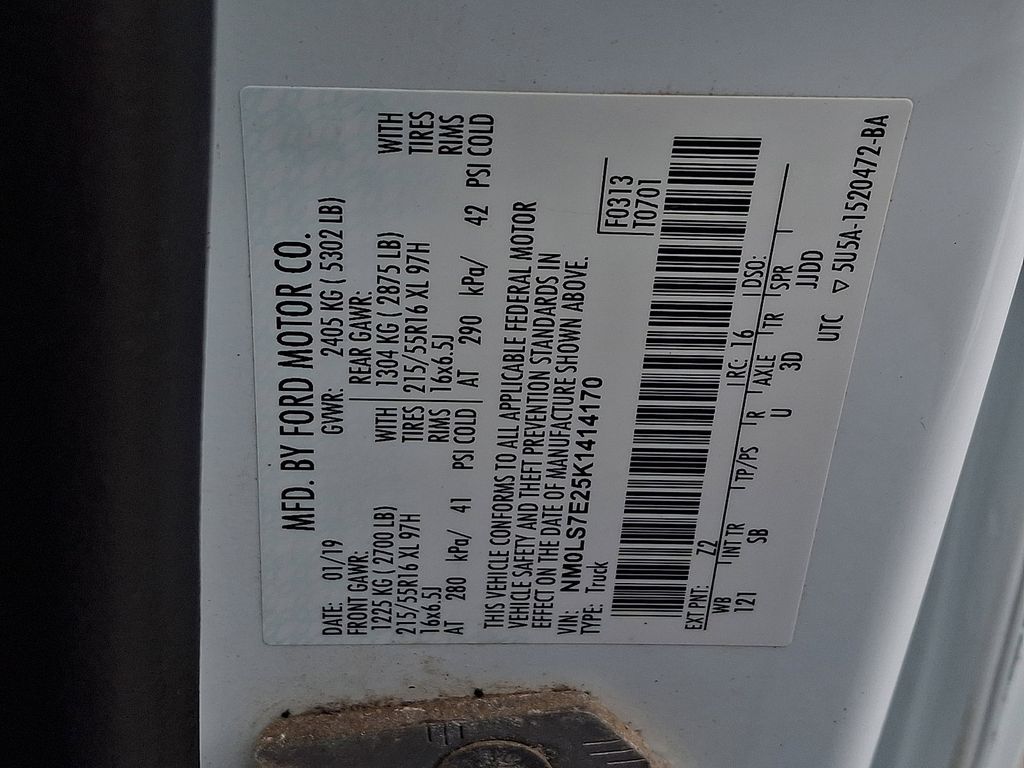 MFD. BY FORD MOTOR CO.
DATE: 01/19 GVWR: 2405 KG ( 5302 LB)
FRONT GAWR: REAR GAWR:
1225 KG ( 2700 LB) WITH 1304 KG ( 2875 LB) WITH
215/55R16 XL 97H TIRES 215/55R16 XL 97H TIRES
16x6.5J RIMS 16x6.5J RIMS
AT 280 kPa/ 41 PSI COLD AT 290 kPa/ 42 PSI COLD
THIS VEHICLE CONFORMS TO ALL APPLICABLE FEDERAL MOTOR
VEHICLE SAFETY AND THEFT PREVENTION STANDARDS IN
EFFECT ON THE DATE OF MANUFACTURE SHOWN ABOVE.
VIN: NM0LS7E25K1414170 F0313
TYPE: Truck T0701
EXT PNT: Z2 RC: 16 DSO:
WB INT TR TP/PS R AXLE TR SPR
121 SB U 3D JJDD
UTC ▽ 5U5A-1520472-BA